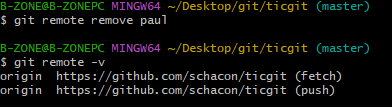 B-ZONE@B-ZONEPC MINGW64 ~/Desktop/git/ticgit (master)
$ git remote remove paul
B-ZONE@B-ZONEPC MINGW64 ~/Desktop/git/ticgit (master)
$ git remote -v
origin  https://github.com/schacon/ticgit (fetch)
origin  https://github.com/schacon/ticgit (push)